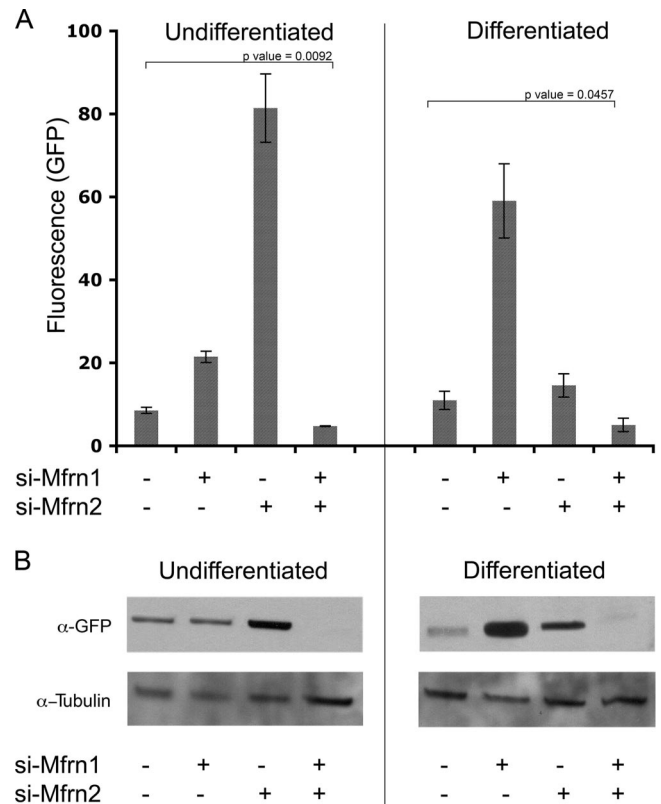 A
Undifferentiated Differentiated
p value = 0.0092
p value = 0.0457
Fluorescence (GFP)
100
80
60
40
20
0
si-Mfrn1 - + - + - + - +
si-Mfrn2 - - + + - - + +
B
Undifferentiated Differentiated
α-GFP
α–Tubulin
si-Mfrn1 - + - + - + - +
si-Mfrn2 - - + + - - + +